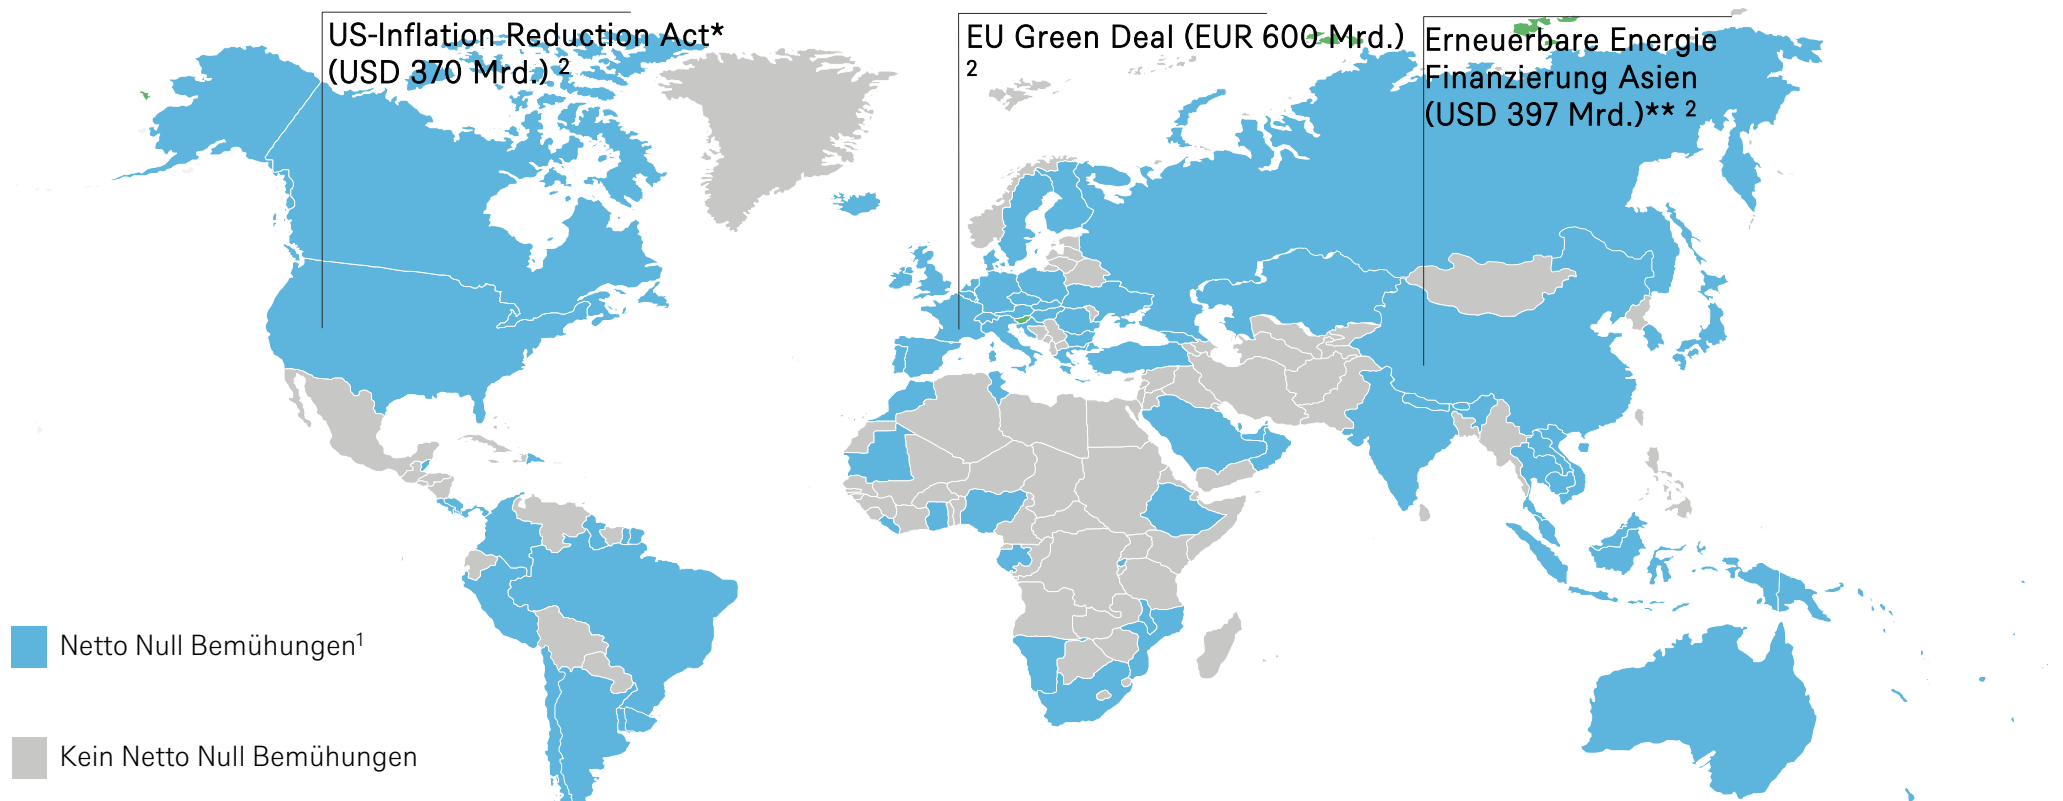 US-Inflation Reduction Act*
(USD 370 Mrd.) ²
EU Green Deal (EUR 600 Mrd.)
²
Erneuerbare Energie
Finanzierung Asien
(USD 397 Mrd.)** ²
Netto Null Bemühungen¹
Kein Netto Null Bemühungen